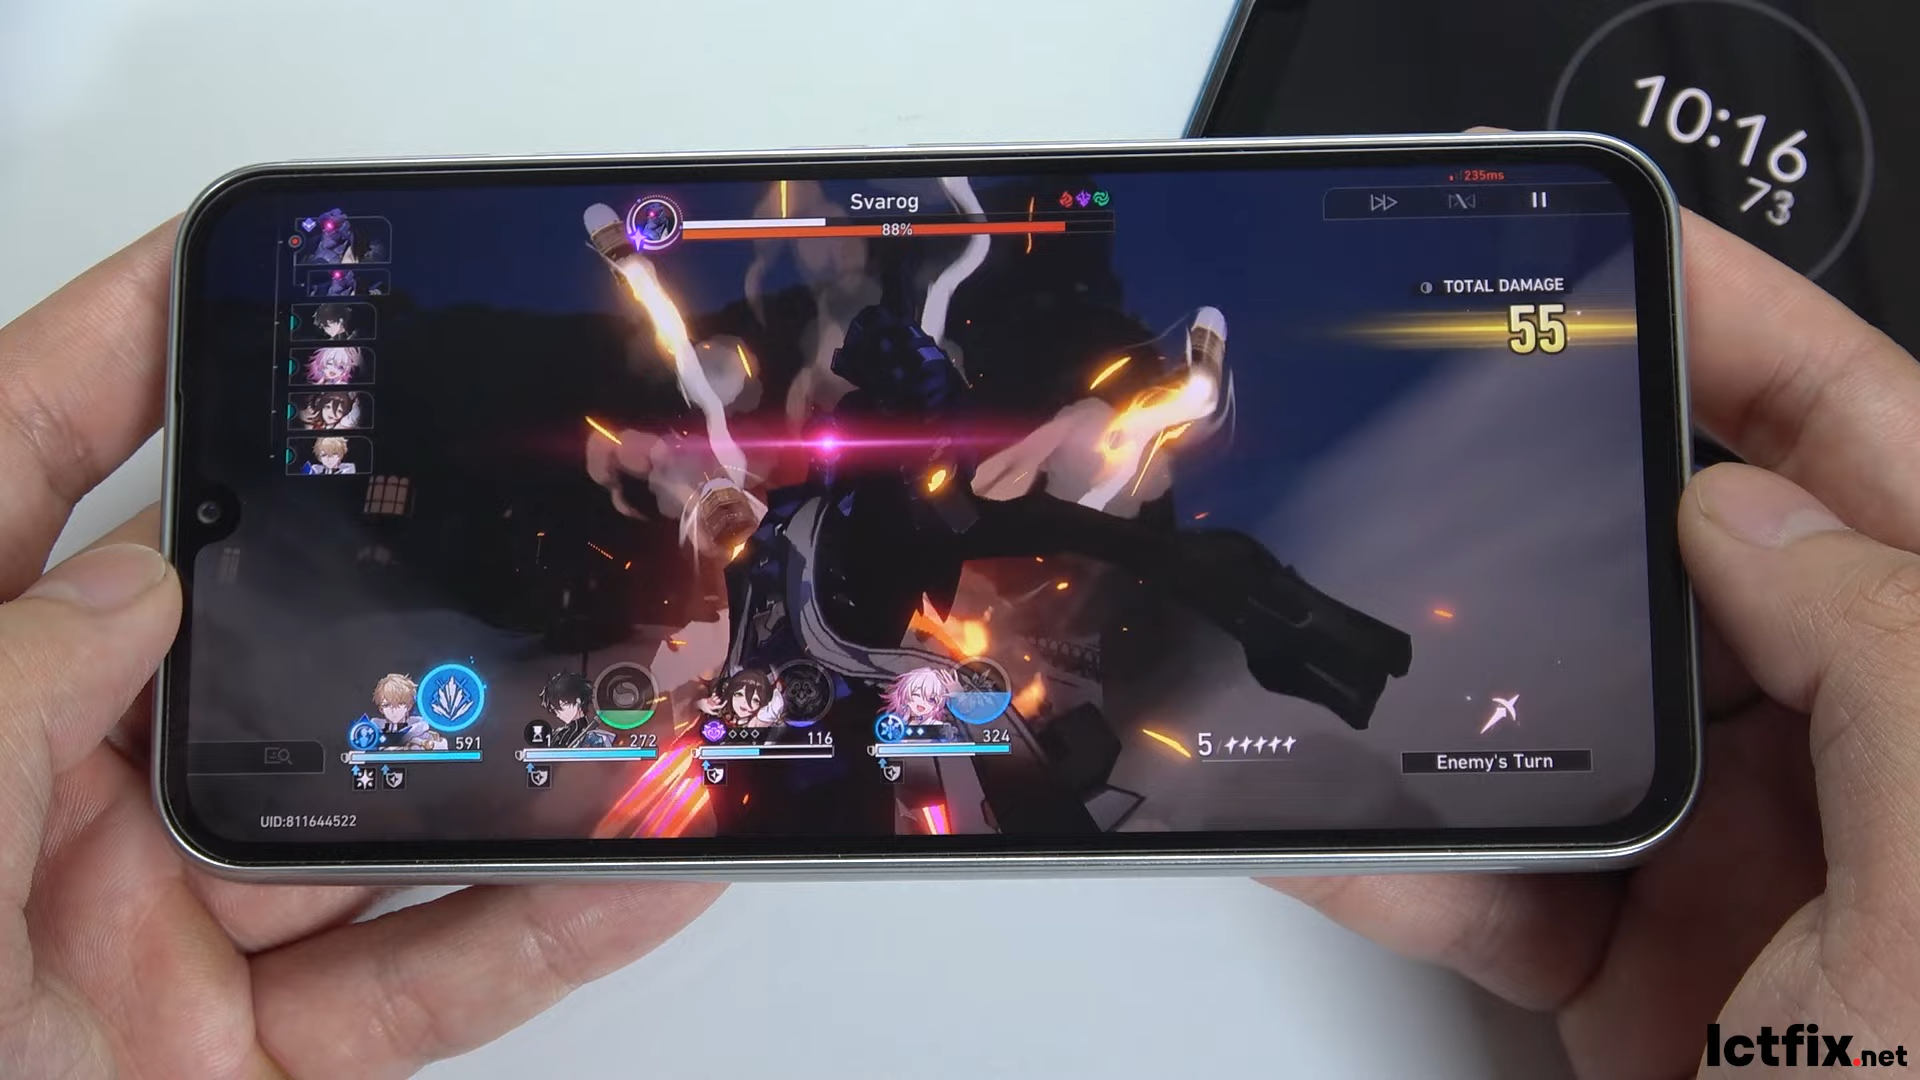 10:16
73
235ms
Svarog
88%
TOTAL DAMAGE
55
591
1
272
116
324
5
Enemy's Turn
UID:811644522
Ictfix.net